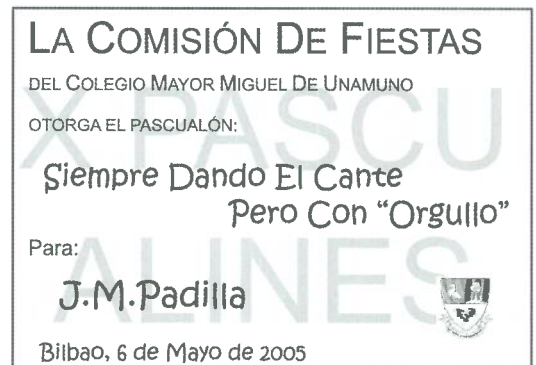 LA COMISIÓN DE FIESTAS
DEL COLEGIO MAYOR MIGUEL DE UNAMUNO
OTORGA EL PASCUALÓN:
X PASCU
Siempre Dando El Cante
Pero Con “Orgullo”
Para:
ALINES
J.M.Padilla
Bilbao, 6 de Mayo de 2005